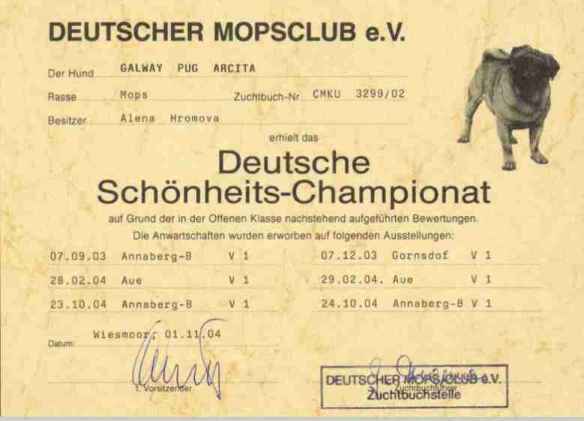 DEUTSCHER MOPSCLUB e.V.
Der Hund GALWAY PUG ARCITA
Rasse Mops Zuchtbuch-Nr CMKU 3299/02
Besitzer Alena Hromova
erhielt das
Deutsche
Schönheits-Championat
auf Grund der in der Offenen Klasse nachstehend aufgeführten Bewertungen.
Die Anwartschaften wurden erworben auf folgenden Ausstellungen:
07.09.03 Annaberg-B V 1 07.12.03 Gornsdof V 1
28.02.04 Aue V 1 29.02.04. Aue V 1
23.10.04 Annaberg-B V 1 24.10.04 Annaberg-B V 1
Datum: Wiesmoor, 01.11.04
1. Vorsitzender
DEUTSCHER MOPSCLUB e.V.
Zuchtbuchstelle